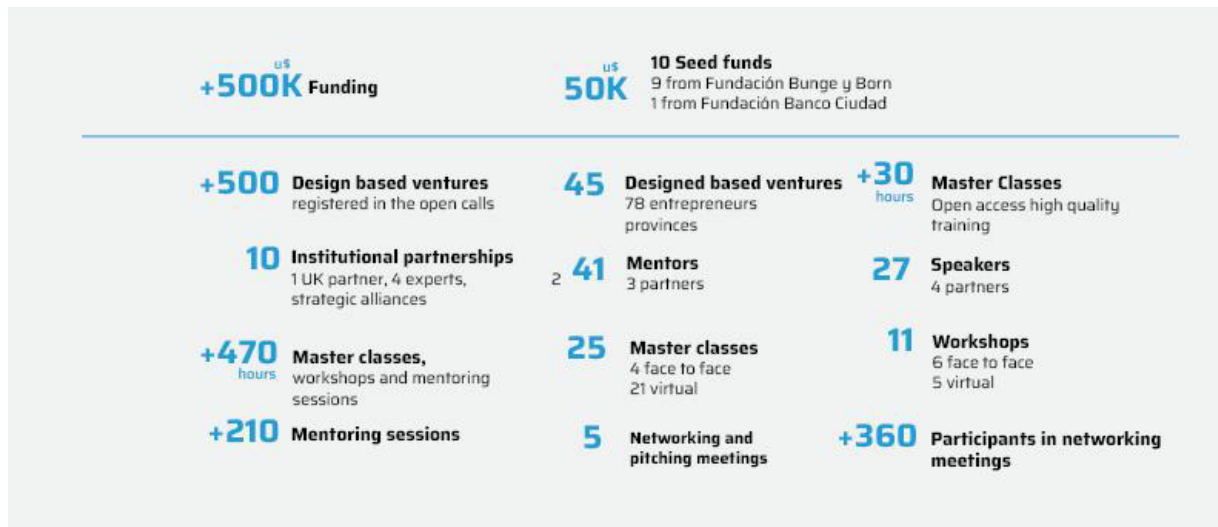 u$
+500K Funding
u$
50K
10 Seed funds
9 from Fundación Bunge y Born
1 from Fundación Banco Ciudad
+500 Design based ventures
registered in the open calls
45 Designed based ventures
78 entrepreneurs
provinces
+30
hours
Master Classes
Open access high quality
training
10 Institutional partnerships
1 UK partner, 4 experts,
strategic alliances
2
41 Mentors
3 partners
27 Speakers
4 partners
+470
hours
Master classes,
workshops and mentoring
sessions
25 Master classes
4 face to face
21 virtual
11 Workshops
6 face to face
5 virtual
+210 Mentoring sessions
5 Networking and
pitching meetings
+360 Participants in networking
meetings